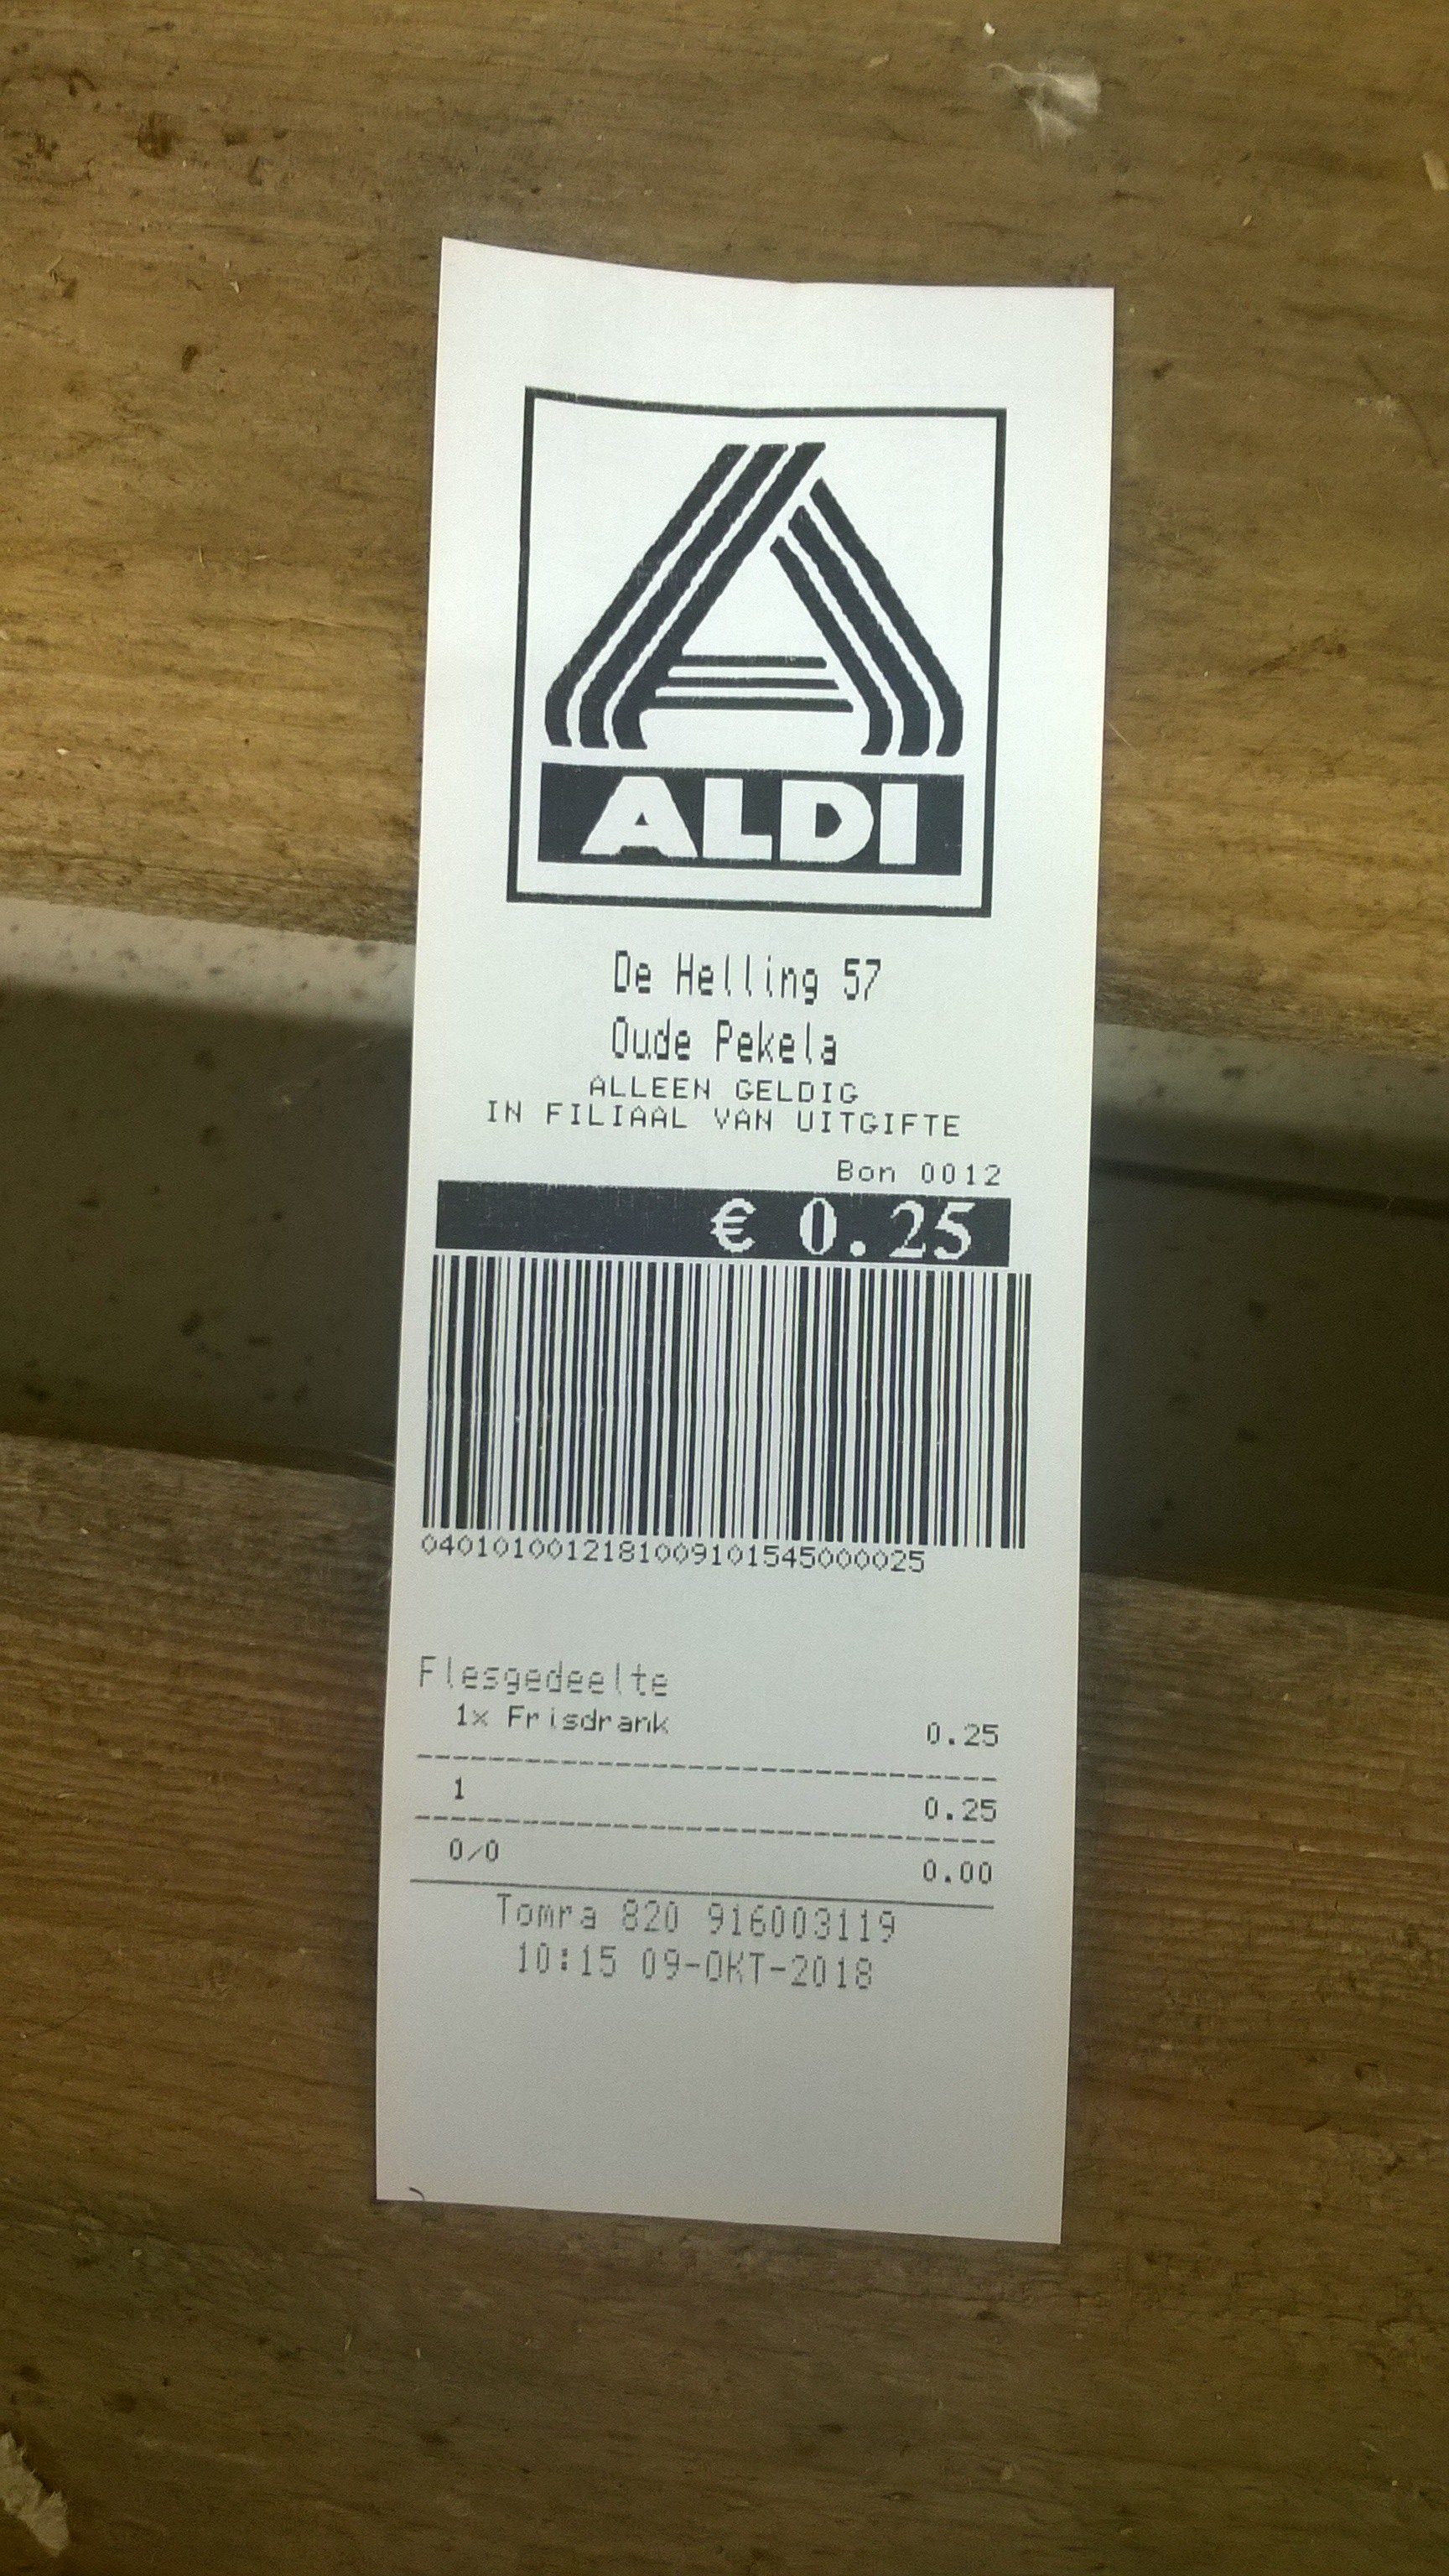 ALDI
De Helling 57
Oude Pekela
ALLEEN GELDIG
IN FILIAAL VAN UITGIFTE
Bon 0012
€ 0.25
0401010012181009101545000025
Flesgedeelte
1x Frisdrank 0.25
1 0.25
0/0 0.00
Tomra 820 916003119
10:15 09-OKT-2018